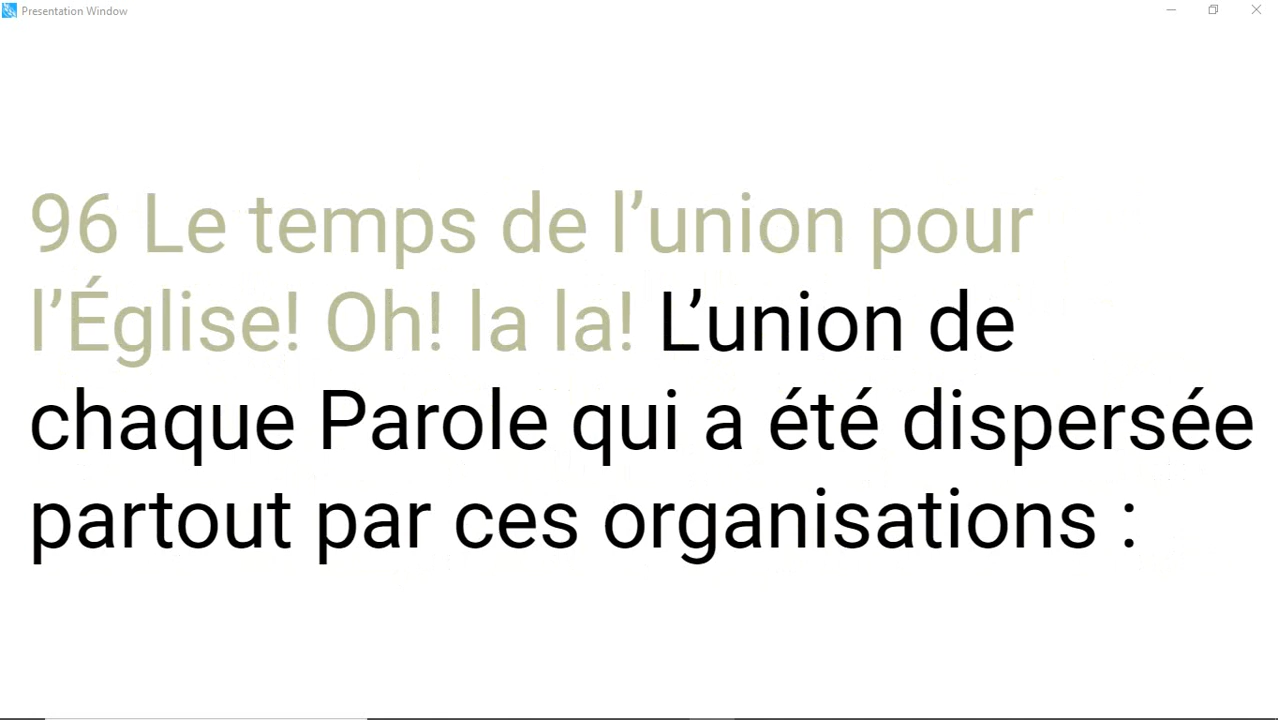 Presentation Window
96 Le temps de l’union pour
l’Église! Oh! la la! L’union de
chaque Parole qui a été dispersée
partout par ces organisations :